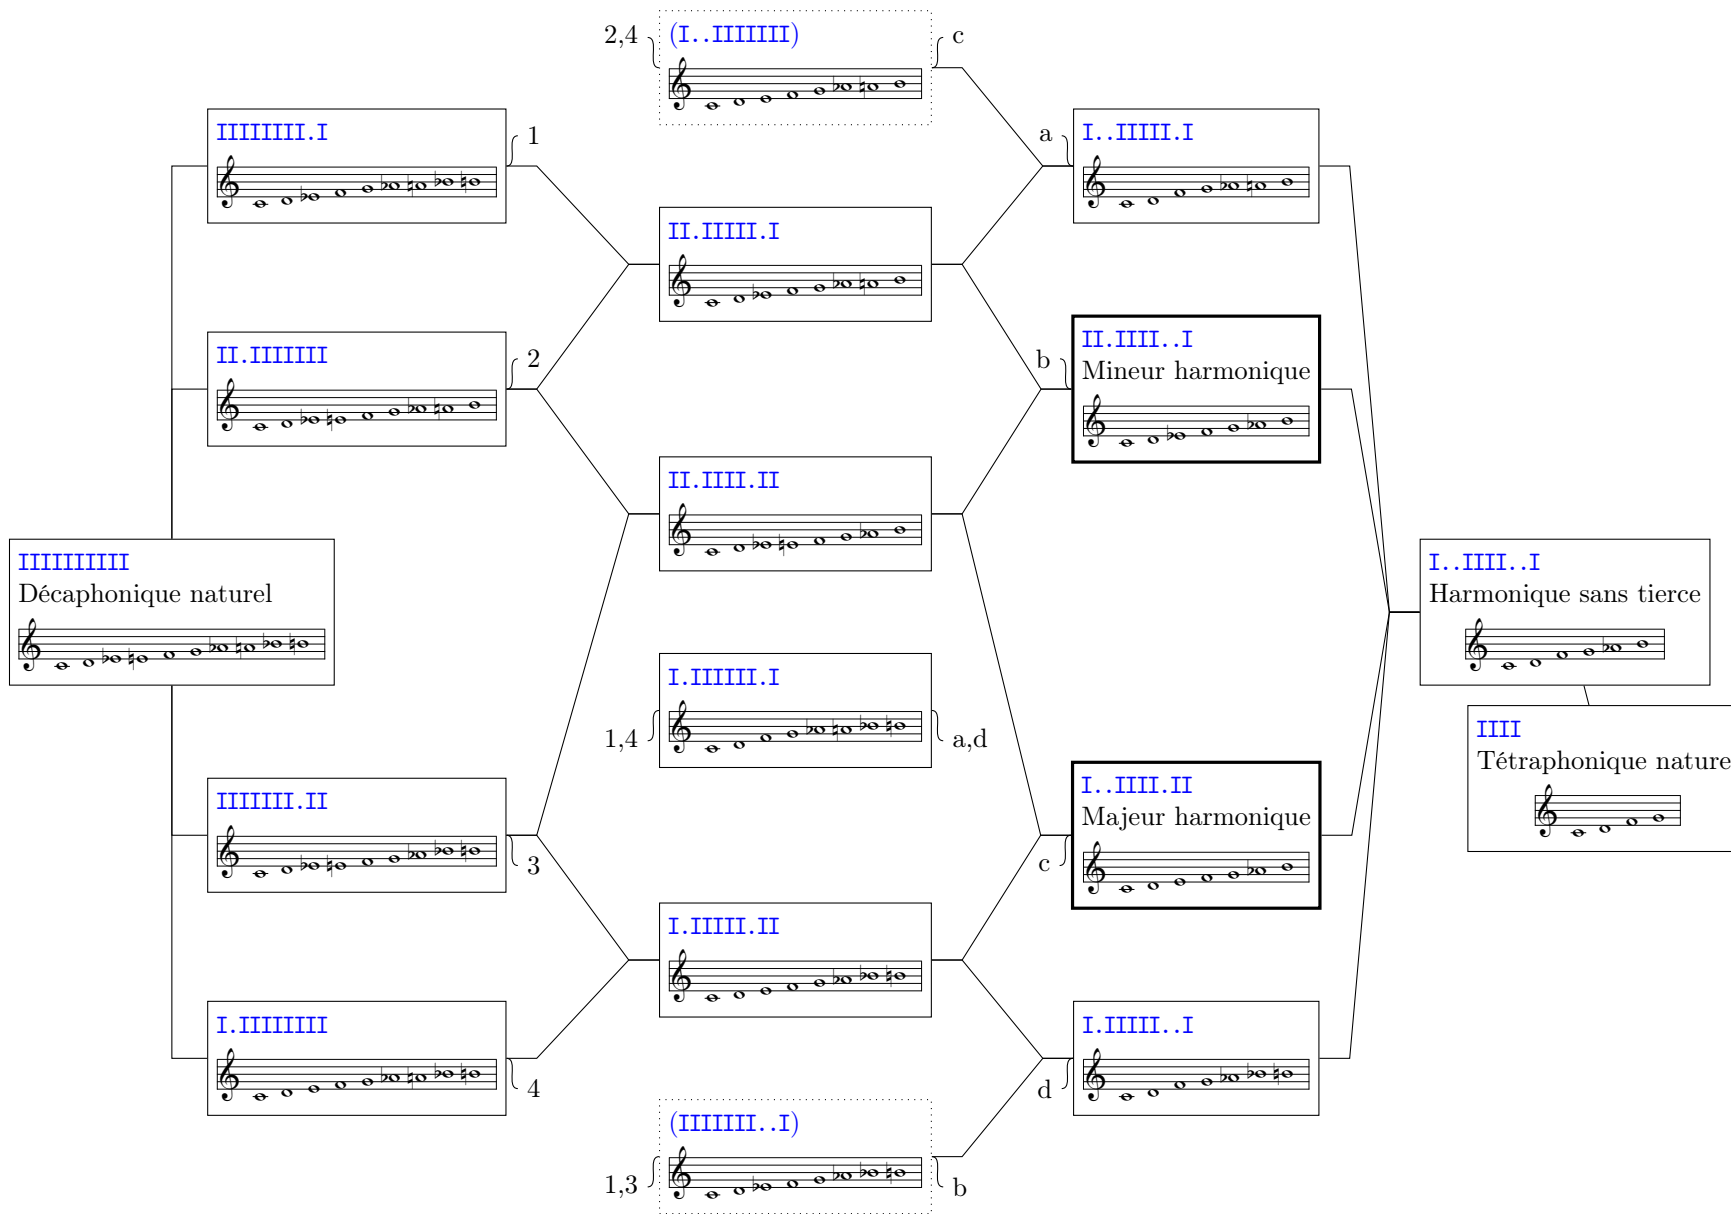 2,4
(I..IIIIIII)
c
IIIIIIII.I
1
a
I..IIIII.I
II.IIIII.I
II.IIIIIII
2
b
II.IIII..I
Mineur harmonique
II.IIII.II
IIIIIIIIII
Décaphonique naturel
I..IIII..I
Harmonique sans tierce
I.IIIIII.I
1,4
a,d
IIII
Tétraphonique nature
IIIIIII.II
3
c
I..IIII.II
Majeur harmonique
I.IIIII.II
I.IIIIIIII
4
d
I.IIIII..I
(IIIIIII..I)
1,3
b